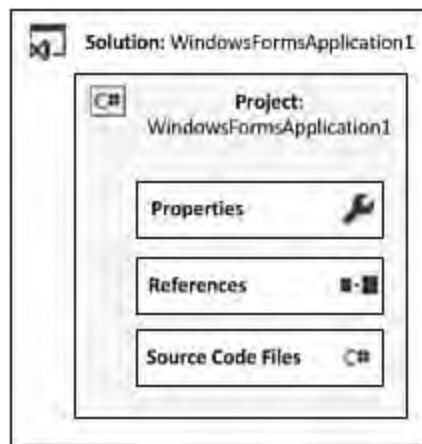 Solution: WindowsFormsApplication1
C#
Project:
WindowsFormsApplication1
Properties
References
Source Code Files C#